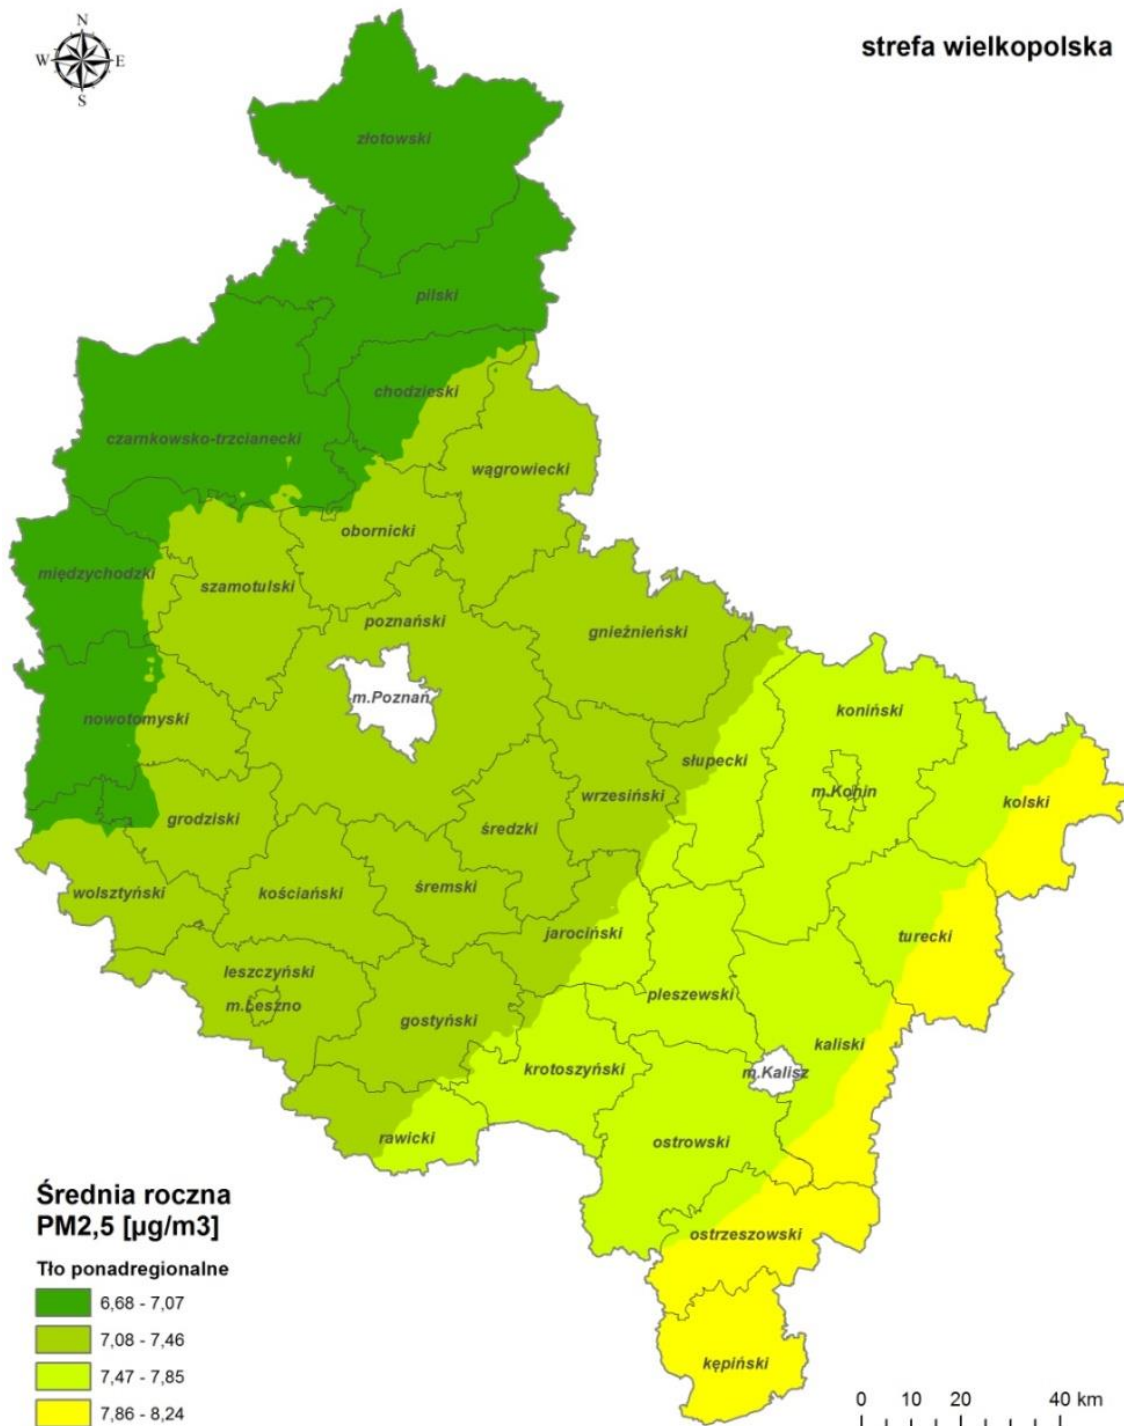 N
strefa wielkopolska
W E
S
złotowski
pilski
chodzieski
czarnkowsko-trzcianecki
wągrowiecki
obornicki
międzychodzki
szamotulski
poznański
gnieźnieński
m.Poznań
koniński
nowotomyski
słupecki
m.Konin
wrzesiński
kolski
grodziski
średzki
śremski
wolsztyński
kościański
jarociński
turecki
leszczyński
pleszewski
m.Leszno
gostyński
kaliski
krotoszyński
m.Kalisz
rawicki
ostrowski
Średnia roczna
PM2,5 [µg/m3]
ostrzeszowski
Tło ponadregionalne
6,68 - 7,07
7,08 - 7,46
kępiński
7,47 - 7,85
0 10 20 40 km
7,86 - 8,24